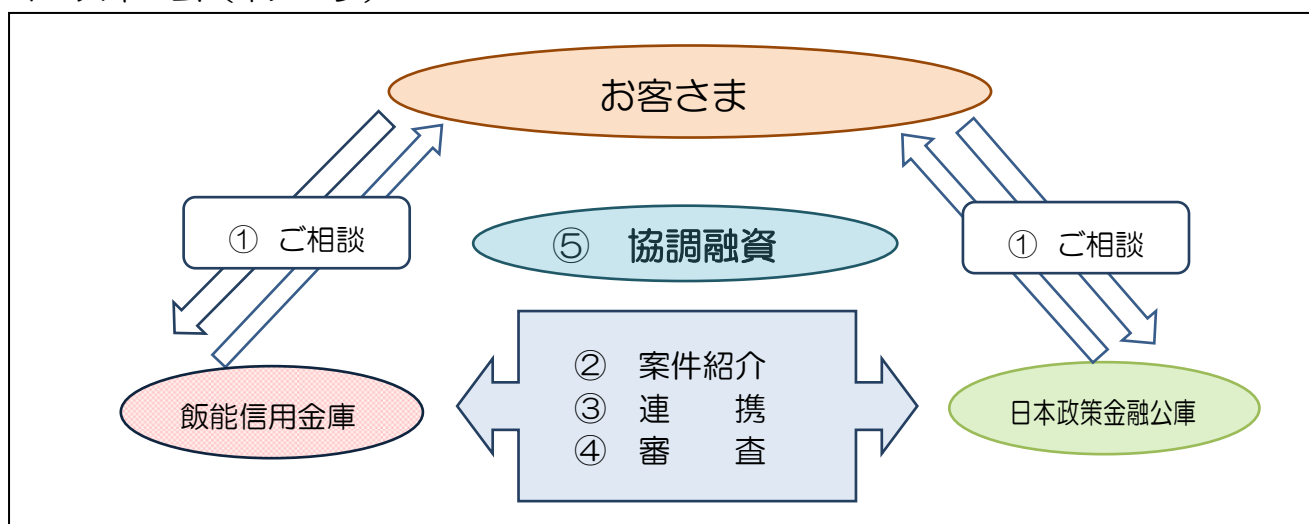 お客さま
① ご相談
① ご相談
⑤ 協調融資
② 案件紹介
③ 連 携
④ 審 査
飯能信用金庫
日本政策金融公庫